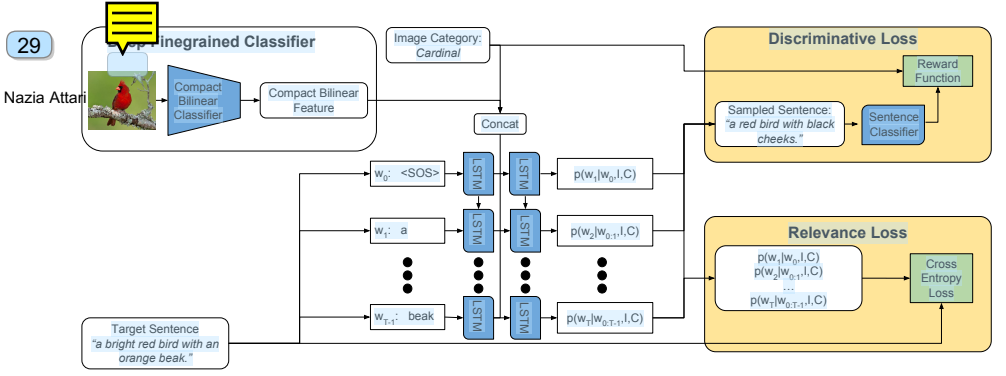 29
Nazia Attari
Deep Finegrained Classifier
Compact
Bilinear
Classifier
Compact Bilinear
Feature
Image Category:
Cardinal
Concat
Discriminative Loss
Reward
Function
Sampled Sentence:
“a red bird with black
cheeks.”
Sentence
Classifier
w₀: <SOS>
LSTM
LSTM
p(w₁|w₀,I,C)
w₁: a
LSTM
LSTM
p(w₂|w₀:₁,I,C)
w_T-1: beak
LSTM
LSTM
p(w_T|w₀:T-1,I,C)
Relevance Loss
p(w₁|w₀,I,C)
p(w₂|w₀:₁,I,C)
...
p(w_T|w₀:T-1,I,C)
Cross
Entropy
Loss
Target Sentence
“a bright red bird with an
orange beak.”